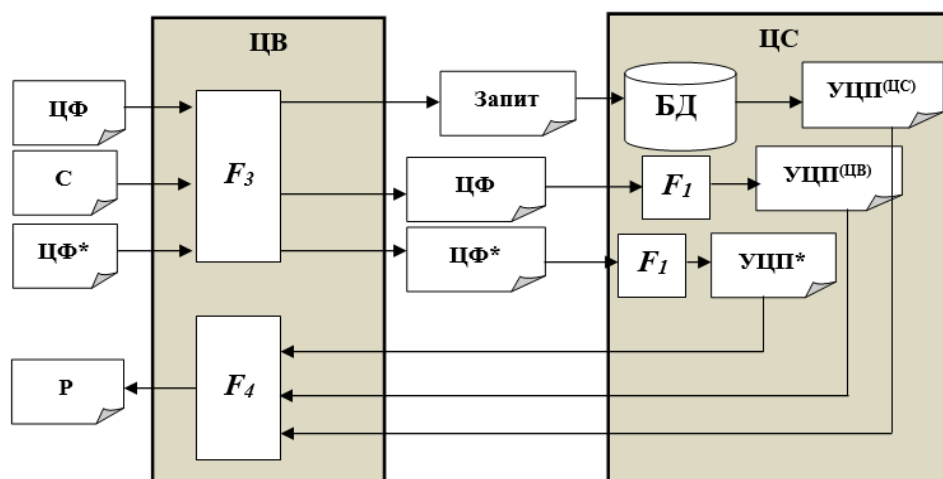 ЦВ
ЦС
ЦФ
С
ЦФ*
F3
Запит
ЦФ
ЦФ*
БД
УЦП(ЦС)
F1
УЦП(ЦВ)
F1
УЦП*
F4
Р